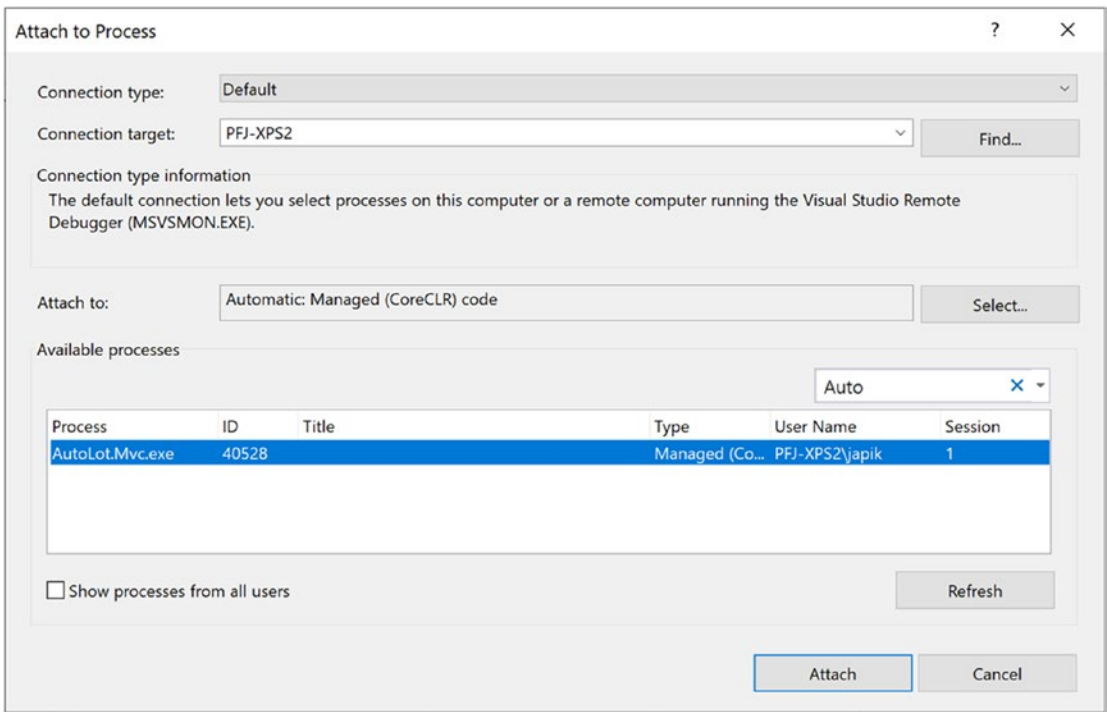 Attach to Process
?
Connection type:
Default
Connection target:
PFJ-XPS2
Find...
Connection type information
The default connection lets you select processes on this computer or a remote computer running the Visual Studio Remote
Debugger (MSVSMON.EXE).
Attach to:
Automatic: Managed (CoreCLR) code
Select...
Available processes
Auto
Process ID Title Type User Name Session
AutoLot.Mvc.exe 40528 Managed (Co... PFJ-XPS2\japik 1
Show processes from all users
Refresh
Attach
Cancel